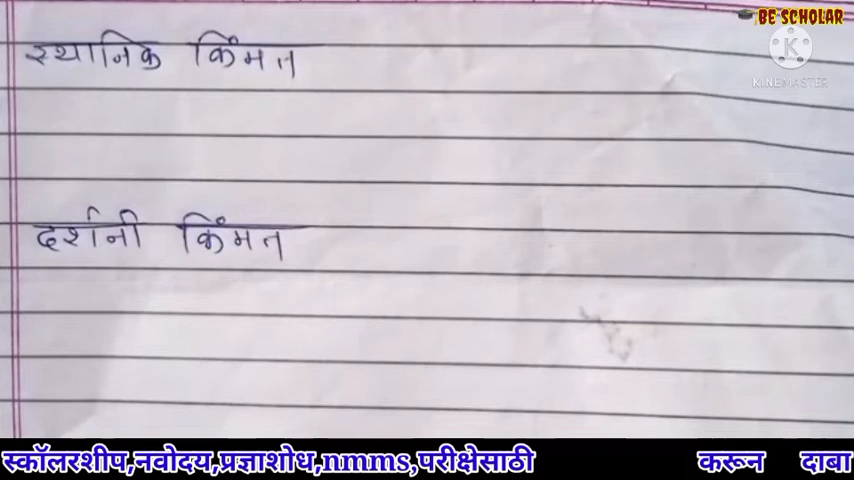 BE SCHOLAR
K
KINEMASTER
स्थानिक किंमत
दर्शनी किंमत
स्कॉलरशीप,नवोदय,प्रज्ञाशोध,nmms,परीक्षेसाठी करून दाबा